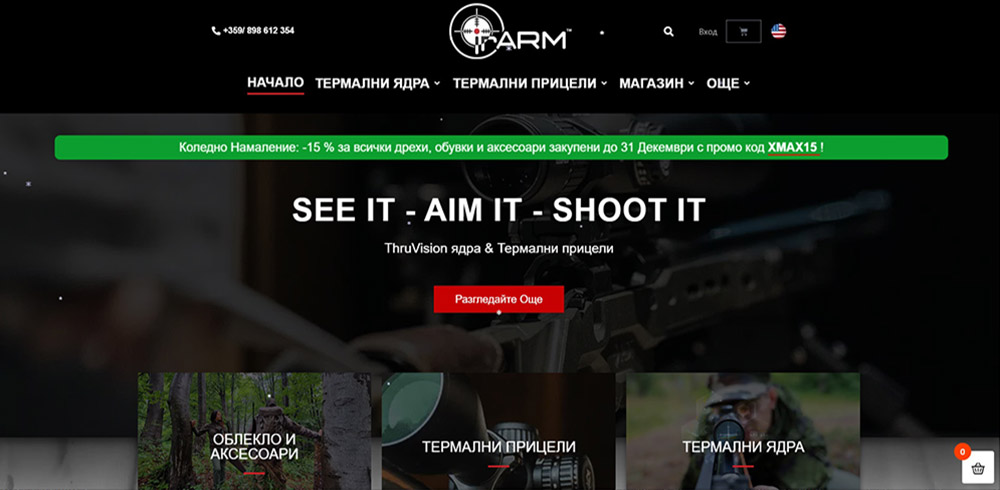 +359/ 898 612 354
irARM™
Вход
НАЧАЛО ТЕРМАЛНИ ЯДРА ТЕРМАЛНИ ПРИЦЕЛИ МАГАЗИН ОЩЕ
Коледно Намаление: -15 % за всички дрехи, обувки и аксесоари закупени до 31 Декември с промо код XMAX15 !
SEE IT - AIM IT - SHOOT IT
ThruVision ядра & Термални прицели
Разгледайте Още
ОБЛЕКЛО И
АКСЕСОАРИ
ТЕРМАЛНИ ПРИЦЕЛИ
ТЕРМАЛНИ ЯДРА
0